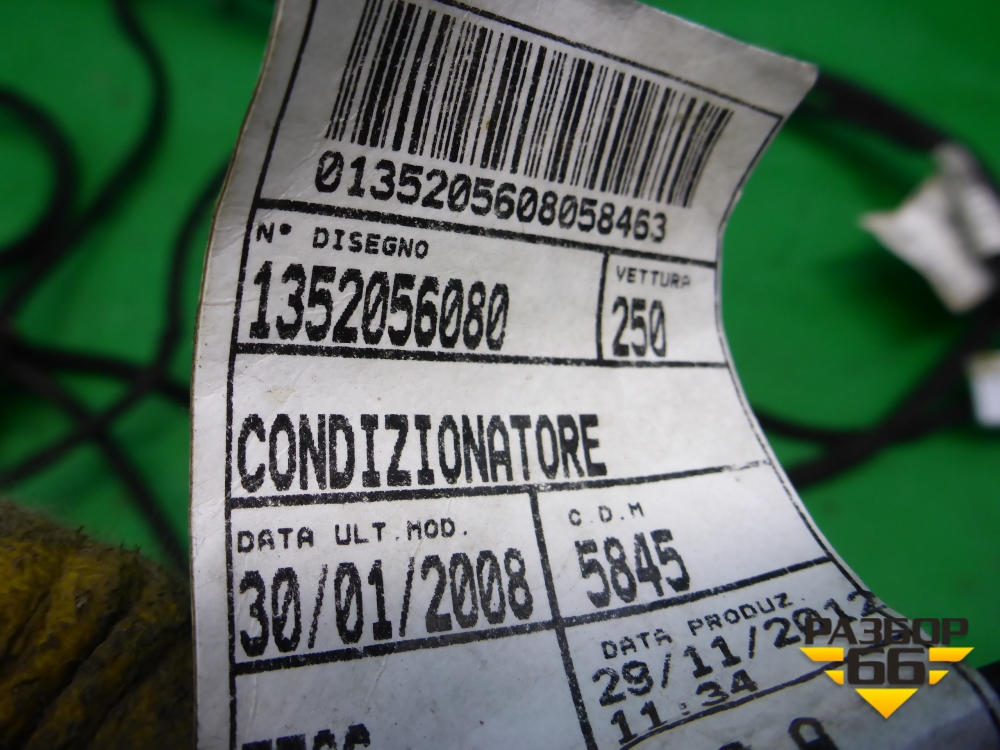 0135205608058463
N° DISEGNO
1352056080
VETTURA
250
CONDIZIONATORE
DATA ULT.MOD.
30/01/2008
C.D.M
5845
DATA PRODUZ.
29/11/2012
11:34
РАЗБОР
66